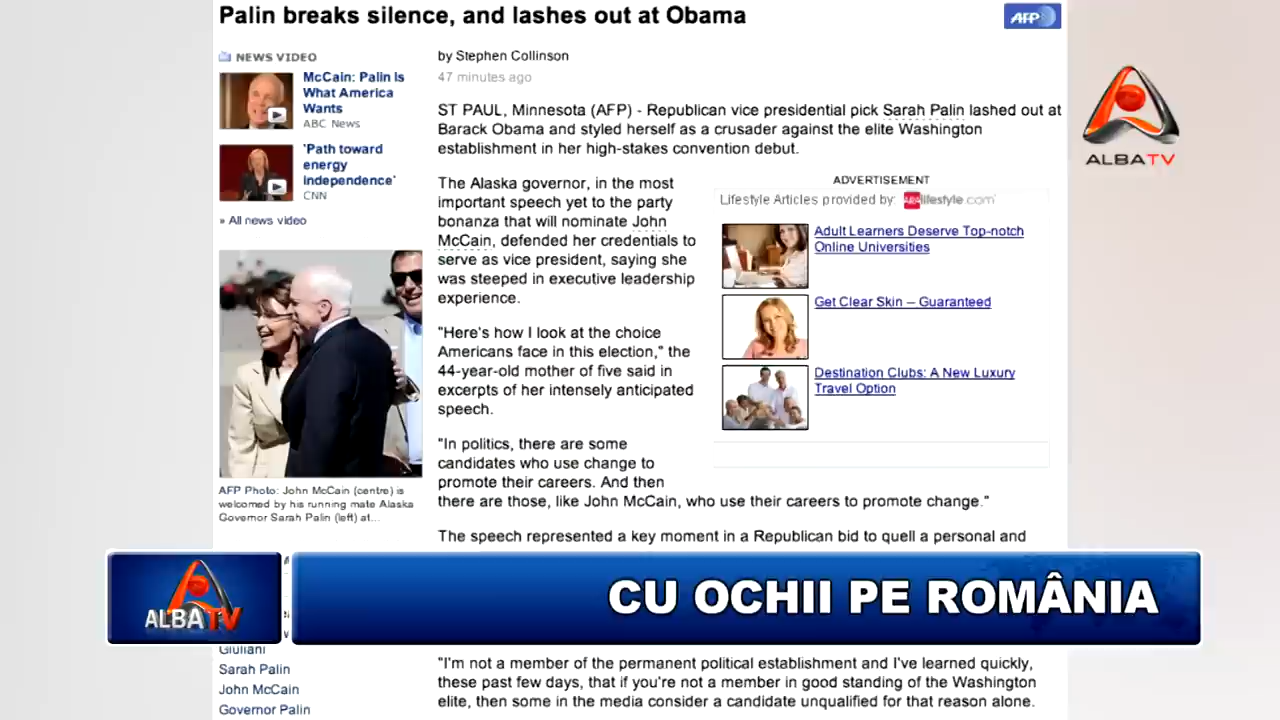 Palin breaks silence, and lashes out at Obama
AFP
NEWS VIDEO
McCain: Palin Is
What America
Wants
ABC News
'Path toward
energy
independence'
CNN
» All news video
AFP Photo: John McCain (centre) is
welcomed by his running mate Alaska
Governor Sarah Palin (left) at...
by Stephen Collinson
47 minutes ago
ST PAUL, Minnesota (AFP) - Republican vice presidential pick Sarah Palin lashed out at
Barack Obama and styled herself as a crusader against the elite Washington
establishment in her high-stakes convention debut.
The Alaska governor, in the most
important speech yet to the party
bonanza that will nominate John
McCain, defended her credentials to
serve as vice president, saying she
was steeped in executive leadership
experience.
"Here's how I look at the choice
Americans face in this election," the
44-year-old mother of five said in
excerpts of her intensely anticipated
speech.
"In politics, there are some
candidates who use change to
promote their careers. And then
there are those, like John McCain, who use their careers to promote change."
The speech represented a key moment in a Republican bid to quell a personal and
ADVERTISEMENT
Lifestyle Articles provided by: ARAlifestyle.com
Adult Learners Deserve Top-notch
Online Universities
Get Clear Skin – Guaranteed
Destination Clubs: A New Luxury
Travel Option
ALBA TV
ALBA TV
CU OCHII PE ROMÂNIA
Giuliani
Sarah Palin
John McCain
Governor Palin
"I'm not a member of the permanent political establishment and I've learned quickly,
these past few days, that if you're not a member in good standing of the Washington
elite, then some in the media consider a candidate unqualified for that reason alone.